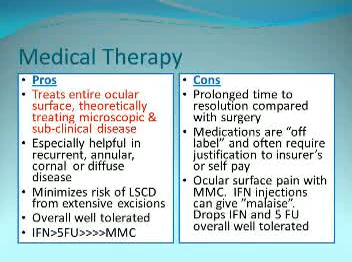 Medical Therapy
• Pros
• Treats entire ocular
surface, theoretically
treating microscopic &
sub-clinical disease
• Especially helpful in
recurrent, annular,
cornal or diffuse
disease
• Minimizes risk of LSCD
from extensive excisions
• Overall well tolerated
• IFN>5FU>>>>MMC
• Cons
• Prolonged time to
resolution compared
with surgery
• Medications are “off
label” and often require
justification to insurer’s
or self pay
• Ocular surface pain with
MMC. IFN injections
can give “malaise”.
Drops IFN and 5 FU
overall well tolerated